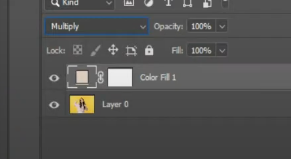 Kind
Multiply Opacity: 100%
Lock: Fill: 100%
Color Fill 1
Layer 0